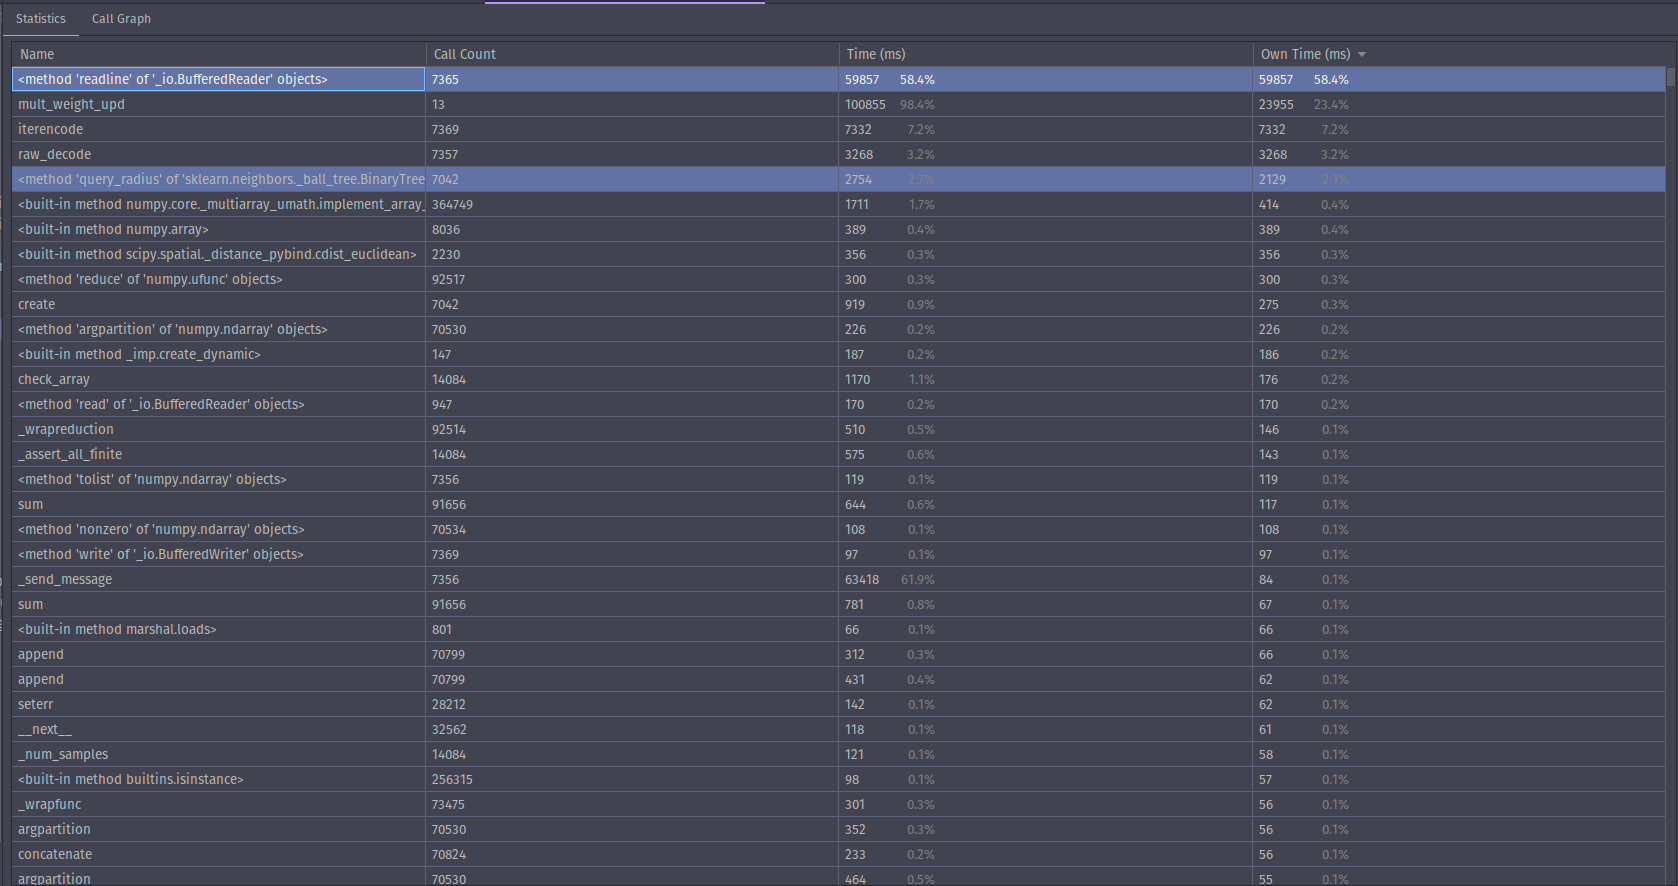 Statistics Call Graph
Name Call Count Time (ms) Own Time (ms)
<method 'readline' of '_io.BufferedReader' objects> 7365 59857 58.4% 59857 58.4%
mult_weight_upd 13 100855 98.4% 23955 23.4%
iterencode 7369 7332 7.2% 7332 7.2%
raw_decode 7357 3268 3.2% 3268 3.2%
<method 'query_radius' of 'sklearn.neighbors._ball_tree.BinaryTree 7042 2754 2.7% 2129 2.1%
<built-in method numpy.core._multiarray_umath.implement_array_ 364749 1711 1.7% 414 0.4%
<built-in method numpy.array> 8036 389 0.4% 389 0.4%
<built-in method scipy.spatial._distance_pybind.cdist_euclidean> 2230 356 0.3% 356 0.3%
<method 'reduce' of 'numpy.ufunc' objects> 92517 300 0.3% 300 0.3%
create 7042 919 0.9% 275 0.3%
<method 'argpartition' of 'numpy.ndarray' objects> 70530 226 0.2% 226 0.2%
<built-in method _imp.create_dynamic> 147 187 0.2% 186 0.2%
check_array 14084 1170 1.1% 176 0.2%
<method 'read' of '_io.BufferedReader' objects> 947 170 0.2% 170 0.2%
_wrapreduction 92514 510 0.5% 146 0.1%
_assert_all_finite 14084 575 0.6% 143 0.1%
<method 'tolist' of 'numpy.ndarray' objects> 7356 119 0.1% 119 0.1%
sum 91656 644 0.6% 117 0.1%
<method 'nonzero' of 'numpy.ndarray' objects> 70534 108 0.1% 108 0.1%
<method 'write' of '_io.BufferedWriter' objects> 7369 97 0.1% 97 0.1%
_send_message 7356 63418 61.9% 84 0.1%
sum 91656 781 0.8% 67 0.1%
<built-in method marshal.loads> 801 66 0.1% 66 0.1%
append 70799 312 0.3% 66 0.1%
append 70799 431 0.4% 62 0.1%
seterr 28212 142 0.1% 62 0.1%
__next__ 32562 118 0.1% 61 0.1%
_num_samples 14084 121 0.1% 58 0.1%
<built-in method builtins.isinstance> 256315 98 0.1% 57 0.1%
_wrapfunc 73475 301 0.3% 56 0.1%
argpartition 70530 352 0.3% 56 0.1%
concatenate 70824 233 0.2% 56 0.1%
argpartition 70530 464 0.5% 55 0.1%